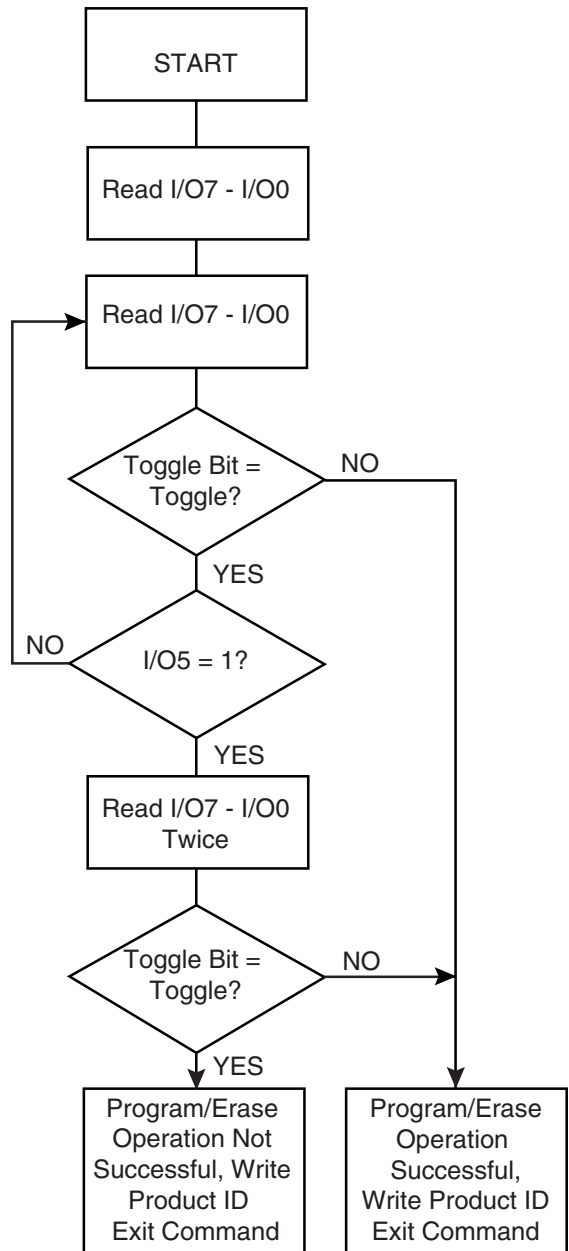 START
Read I/O7 - I/O0
Read I/O7 - I/O0
Toggle Bit =
Toggle?
NO
YES
NO
I/O5 = 1?
YES
Read I/O7 - I/O0
Twice
Toggle Bit =
Toggle?
NO
YES
Program/Erase
Operation Not
Successful, Write
Product ID
Exit Command
Program/Erase
Operation
Successful,
Write Product ID
Exit Command